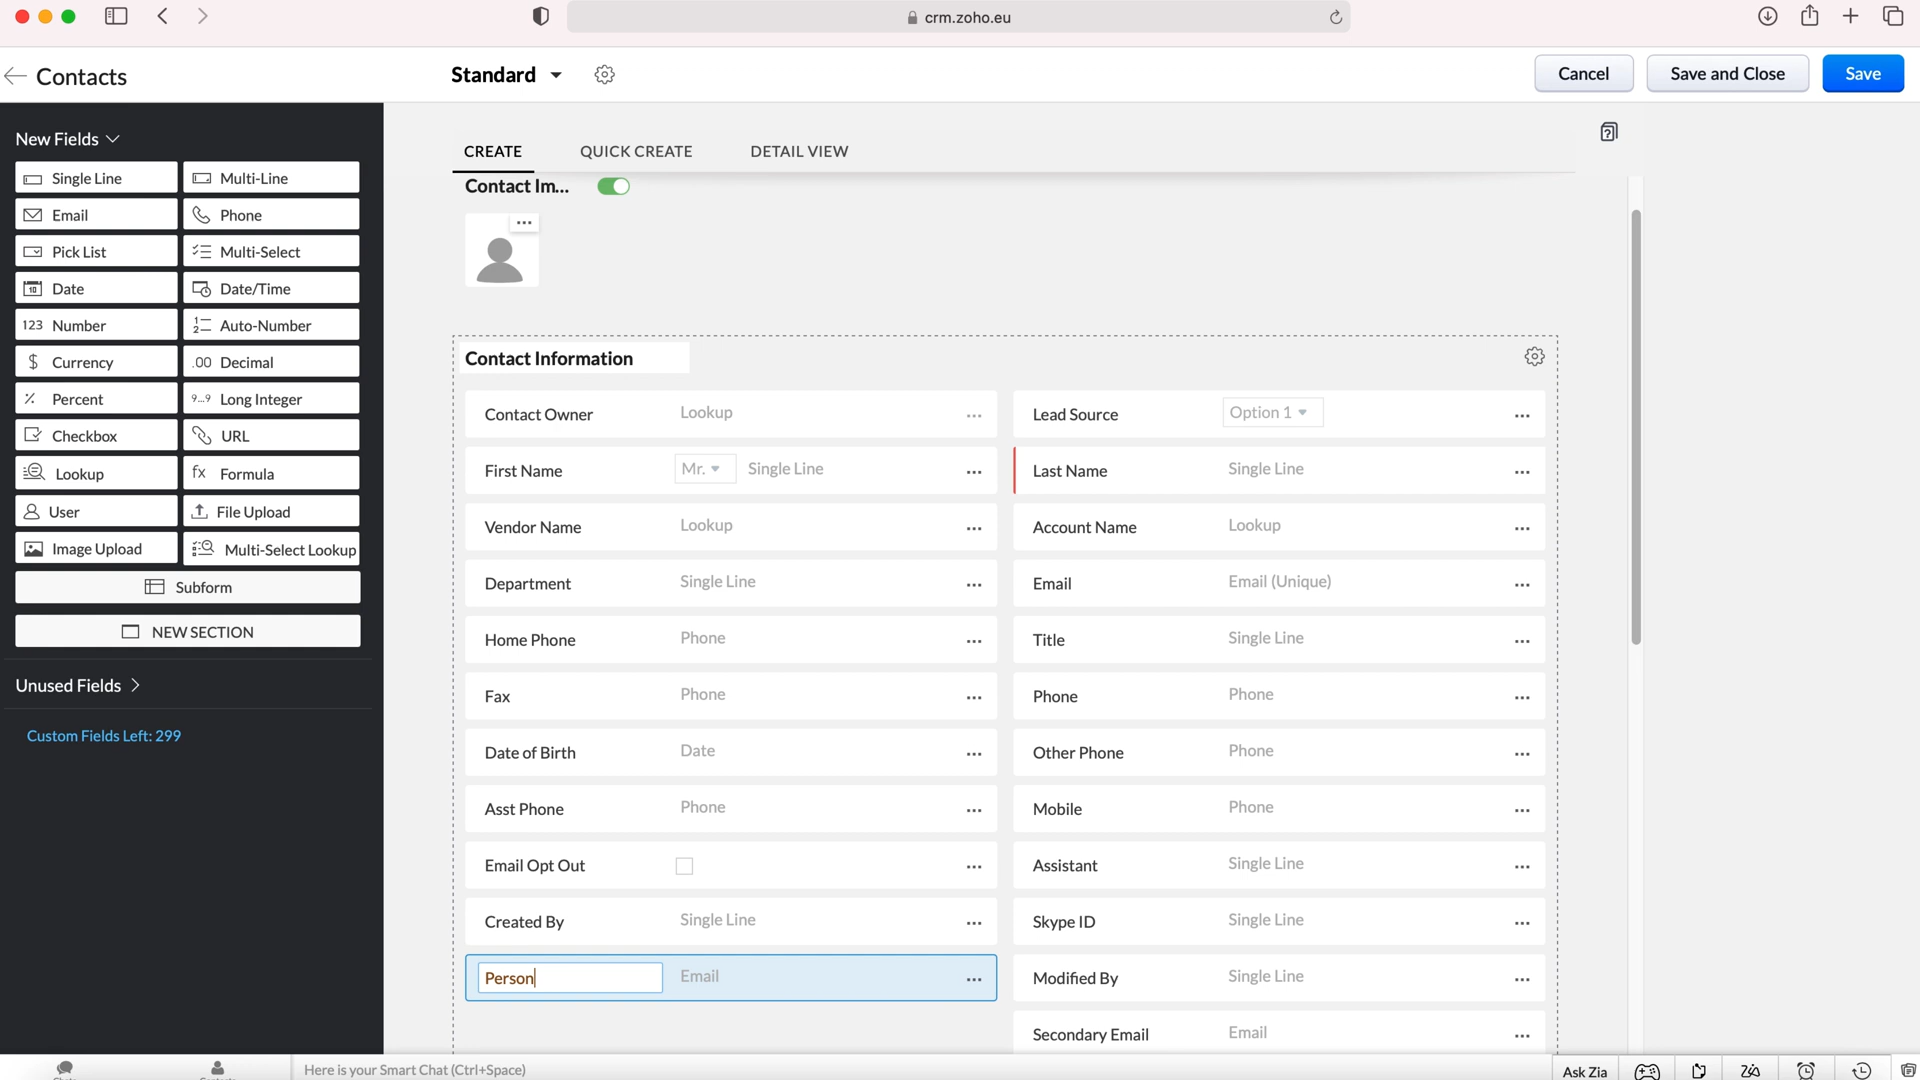 crm.zoho.eu
Contacts
Standard
Cancel
Save and Close
Save
New Fields
Single Line
Multi-Line
Email
Phone
Pick List
Multi-Select
Date
Date/Time
123 Number
Auto-Number
$ Currency
.00 Decimal
Percent
9...9 Long Integer
Checkbox
URL
Lookup
fx Formula
User
File Upload
Image Upload
Multi-Select Lookup
Subform
NEW SECTION
Unused Fields
Custom Fields Left: 299
CREATE
QUICK CREATE
DETAIL VIEW
Contact Im...
Contact Information
Contact Owner Lookup
Lead Source Option 1
First Name Mr. Single Line
Last Name Single Line
Vendor Name Lookup
Account Name Lookup
Department Single Line
Email Email (Unique)
Home Phone Phone
Title Single Line
Fax Phone
Phone Phone
Date of Birth Date
Other Phone Phone
Asst Phone Phone
Mobile Phone
Email Opt Out
Assistant Single Line
Created By Single Line
Skype ID Single Line
Person Email
Modified By Single Line
Secondary Email Email
Here is your Smart Chat (Ctrl+Space)
Ask Zia